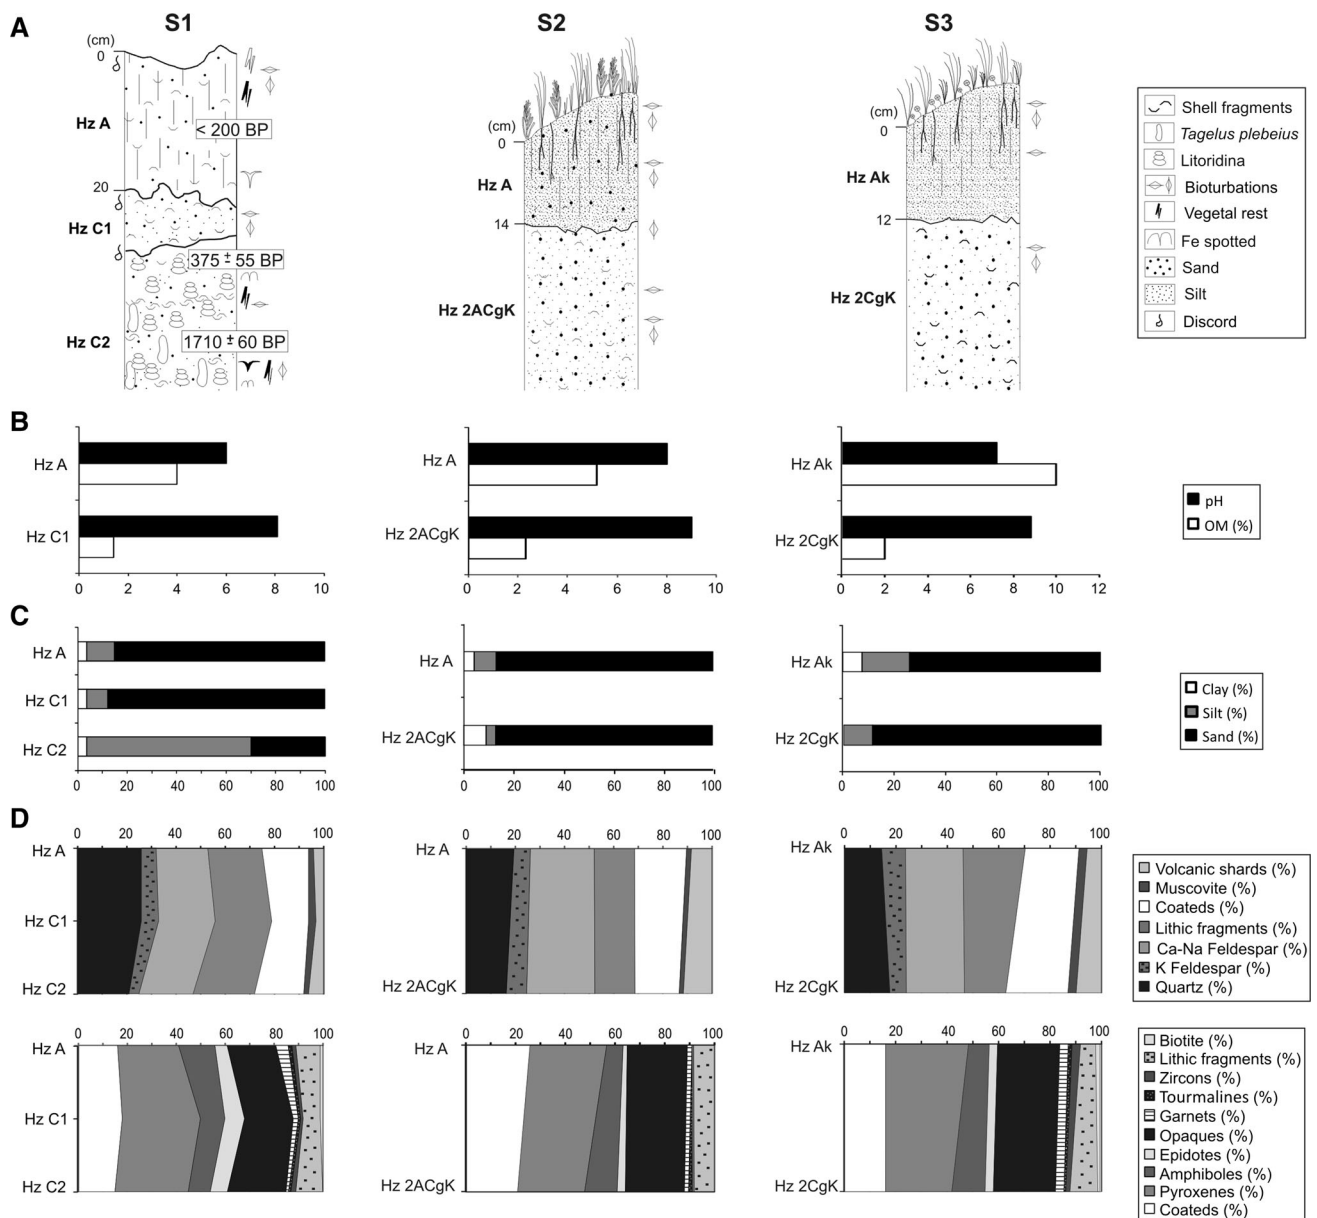 A
S1
S2
S3
(cm)
0
Hz A
< 200 BP
20
Hz C1
375 ± 55 BP
Hz C2
1710 ± 60 BP
(cm)
0
Hz A
14
Hz 2ACgK
(cm)
0
Hz Ak
12
Hz 2CgK
Shell fragments
Tagelus plebeius
Litoridina
Bioturbations
Vegetal rest
Fe spotted
Sand
Silt
Discord
B
Hz A
Hz C1
0 2 4 6 8 10
Hz A
Hz 2ACgK
0 2 4 6 8 10
Hz Ak
Hz 2CgK
0 2 4 6 8 10 12
pH
OM (%)
C
Hz A
Hz C1
Hz C2
0 20 40 60 80 100
Hz A
Hz 2ACgK
0 20 40 60 80 100
Hz Ak
Hz 2CgK
0 20 40 60 80 100
Clay (%)
Silt (%)
Sand (%)
D
0 20 40 60 80 100
Hz A
Hz C1
Hz C2
0 20 40 60 80 100
Hz A
Hz 2ACgK
0 20 40 60 80 100
Hz Ak
Hz 2CgK
Volcanic shards (%)
Muscovite (%)
Coateds (%)
Lithic fragments (%)
Ca-Na Feldespar (%)
K Feldespar (%)
Quartz (%)
0 20 40 60 80 100
Hz A
Hz C1
Hz C2
0 20 40 60 80 100
Hz A
Hz 2ACgK
0 20 40 60 80 100
Hz Ak
Hz 2CgK
Biotite (%)
Lithic fragments (%)
Zircons (%)
Tourmalines (%)
Garnets (%)
Opaques (%)
Epidotes (%)
Amphiboles (%)
Pyroxenes (%)
Coateds (%)